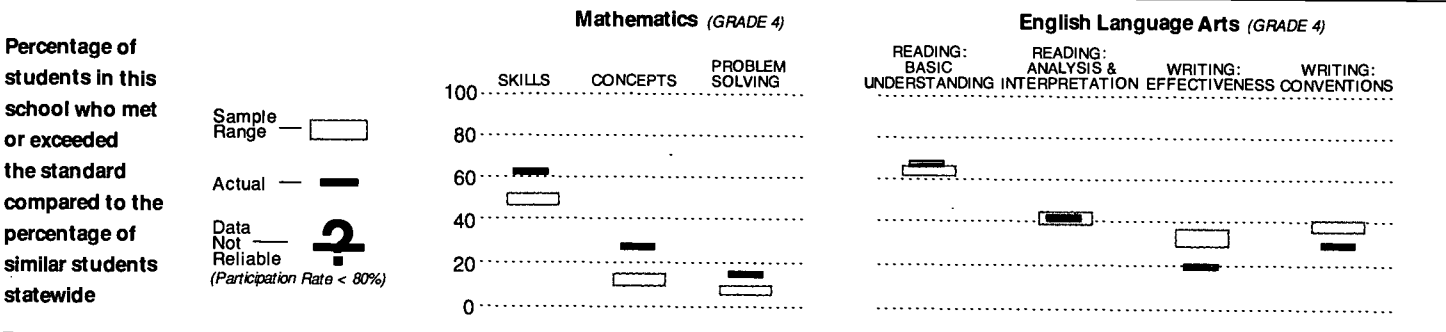 Percentage of
students in this
school who met
or exceeded
the standard
compared to the
percentage of
similar students
statewide
Sample
Range
Actual
Data
Not
Reliable
?
(Participation Rate < 80%)
Mathematics (GRADE 4)
SKILLS
CONCEPTS
PROBLEM
SOLVING
100
80
60
40
20
0
English Language Arts (GRADE 4)
READING:
BASIC
UNDERSTANDING
READING:
ANALYSIS &
INTERPRETATION
WRITING:
EFFECTIVENESS
WRITING:
CONVENTIONS